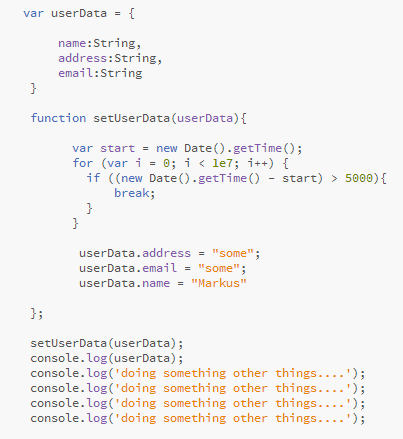 var userData = {
name:String,
address:String,
email:String
}
function setUserData(userData){
var start = new Date().getTime();
for (var i = 0; i < 1e7; i++) {
if ((new Date().getTime() - start) > 5000){
break;
}
}
userData.address = "some";
userData.email = "some";
userData.name = "Markus"
};
setUserData(userData);
console.log(userData);
console.log('doing something other things....');
console.log('doing something other things....');
console.log('doing something other things....');
console.log('doing something other things....');